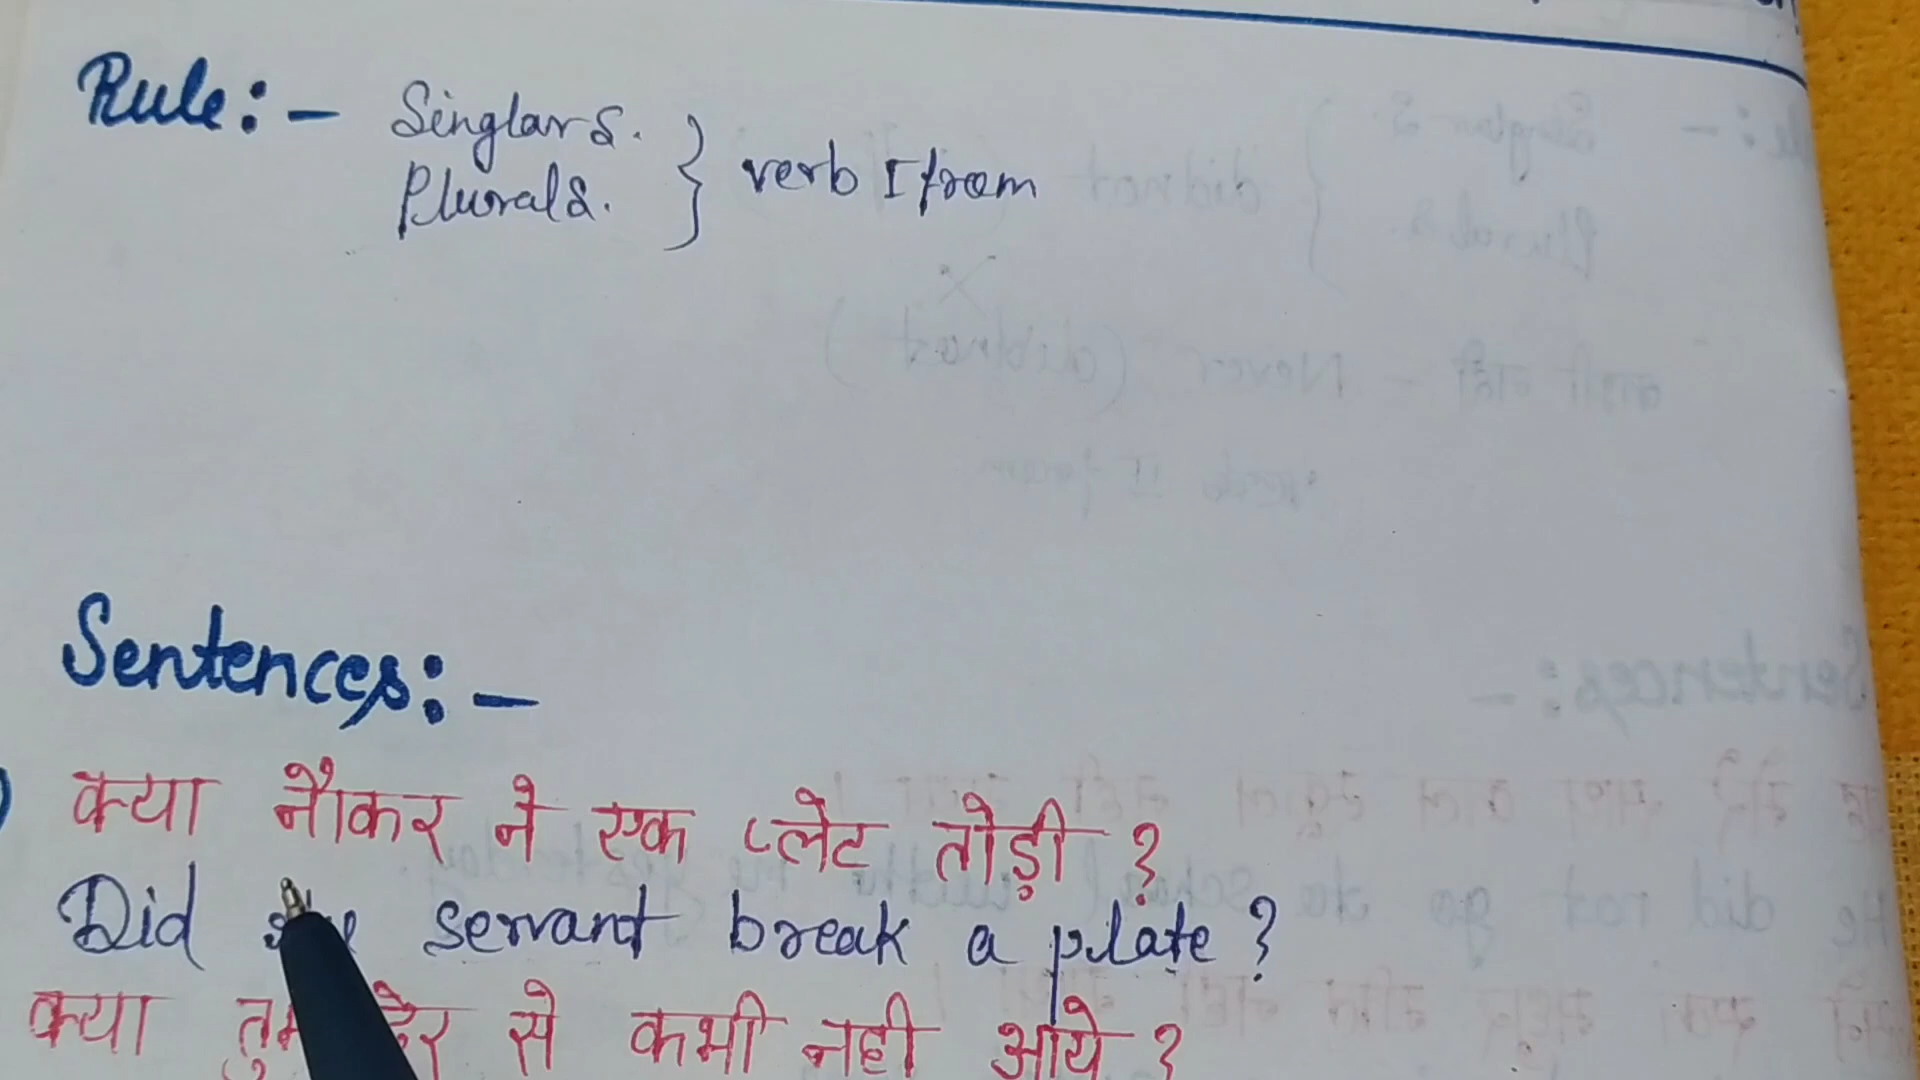 Rule:-
Singlar S.
Plural S.
} verb I from
Sentences:-
क्या नौकर ने एक प्लेट तोड़ी ?
Did servant break a plate ?
क्या तुम देर से कभी नही आये ?